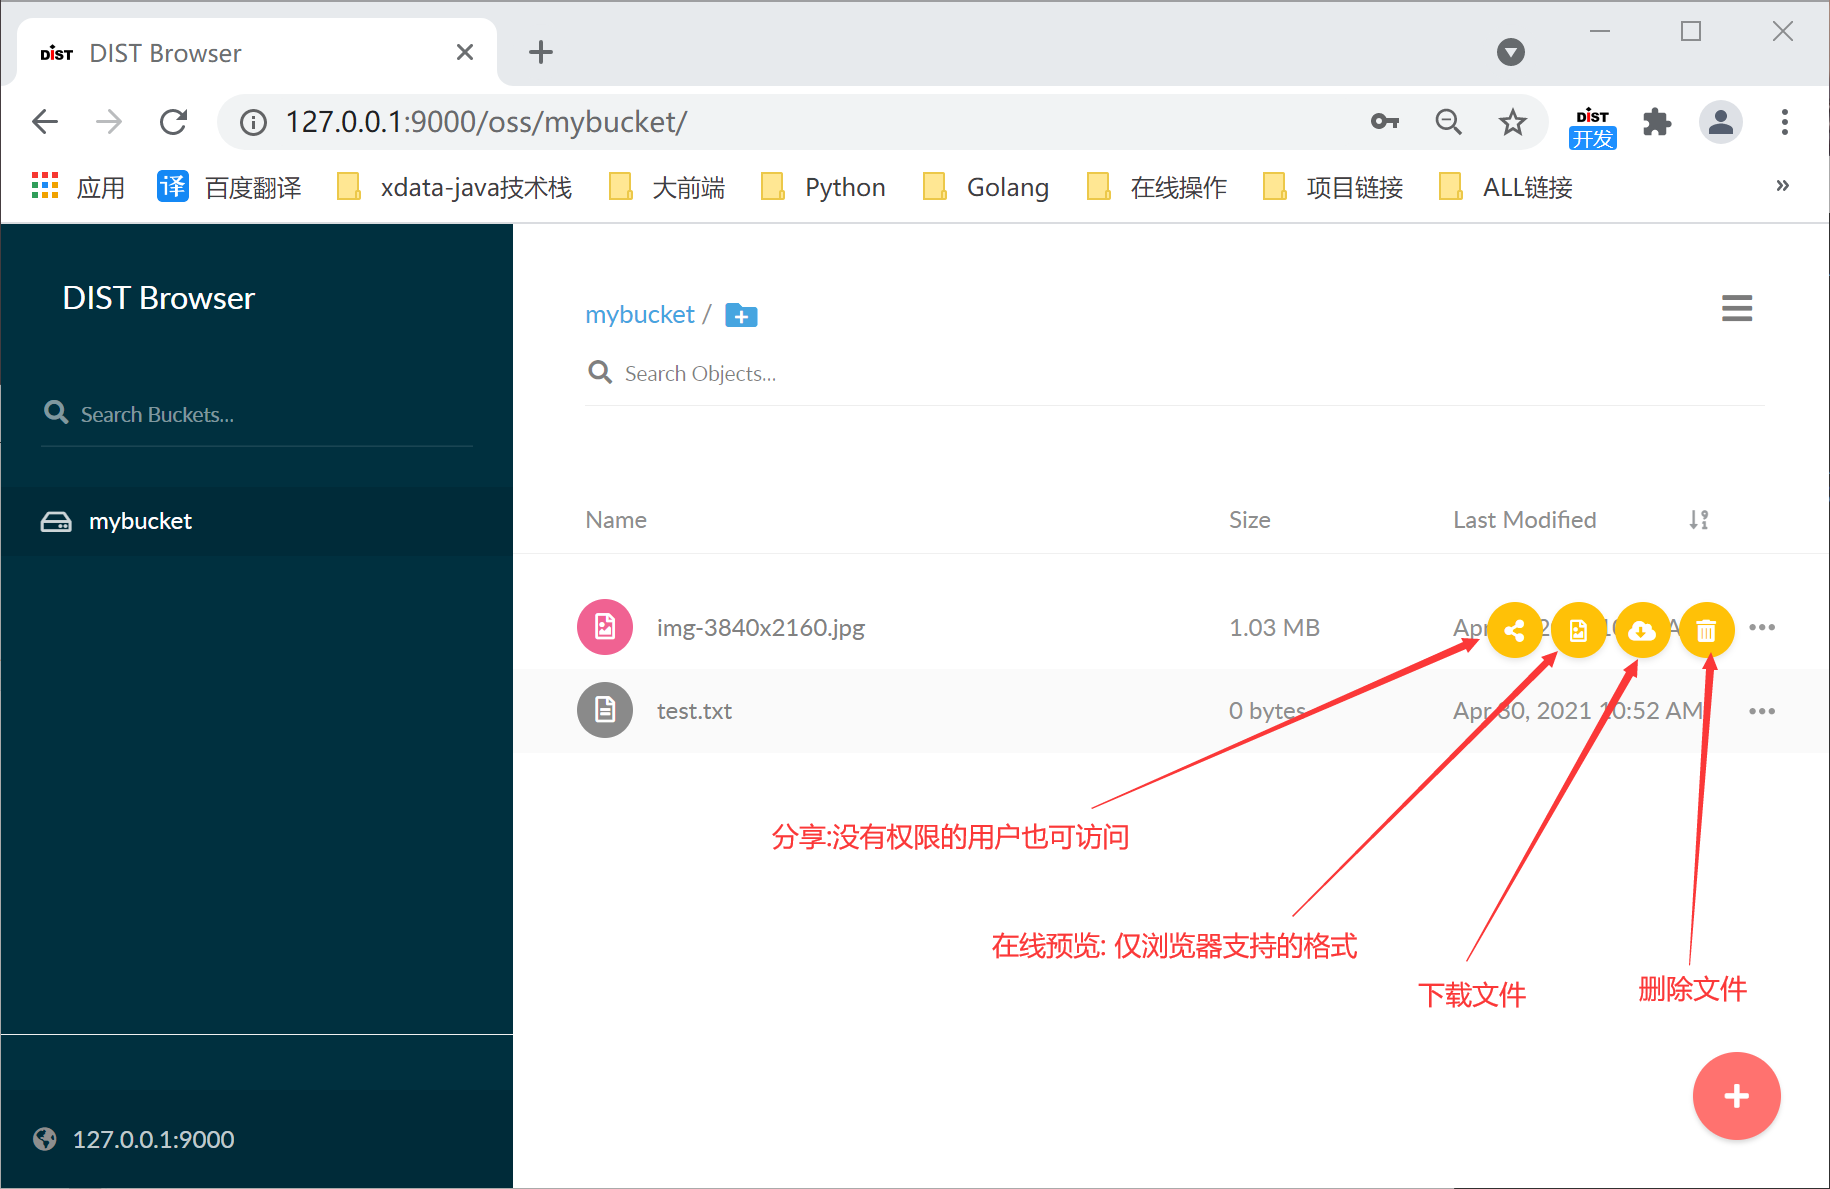 DIST DIST Browser
127.0.0.1:9000/oss/mybucket/
DIST
开发
应用 译 百度翻译 xdata-java技术栈 大前端 Python Golang 在线操作 项目链接 ALL链接 »
DIST Browser
Search Buckets...
mybucket
127.0.0.1:9000
mybucket /
Search Objects...
Name Size Last Modified
img-3840x2160.jpg 1.03 MB Apr
test.txt 0 bytes Apr 30, 2021 10:52 AM
分享:没有权限的用户也可访问
在线预览: 仅浏览器支持的格式
下载文件
删除文件